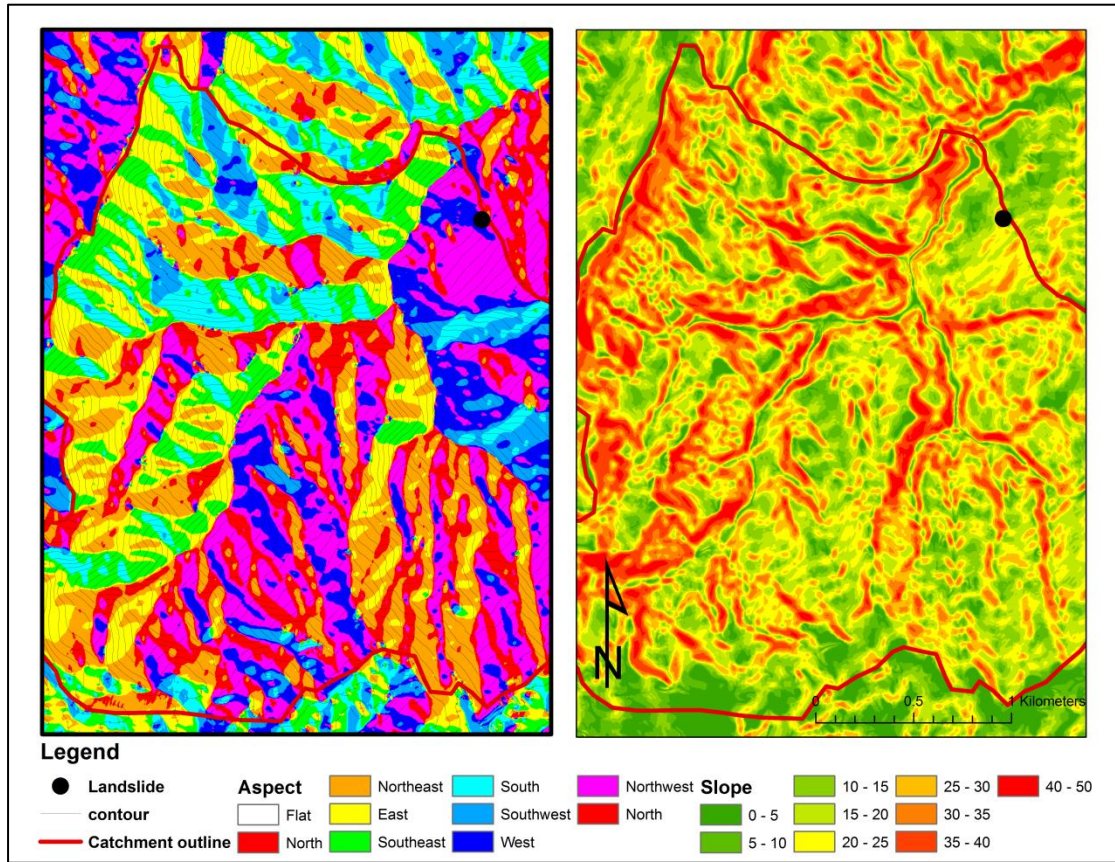 N
0 0.5 1 Kilometers
Legend
Landslide
contour
Catchment outline
Aspect
Flat
North
Northeast
East
Southeast
South
Southwest
West
Northwest
North
Slope
0 - 5
5 - 10
10 - 15
15 - 20
20 - 25
25 - 30
30 - 35
35 - 40
40 - 50